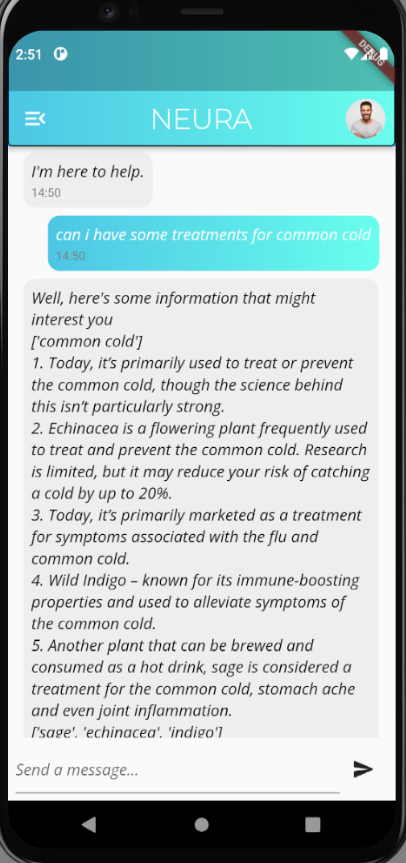 2:51
DEBUG
NEURA
I'm here to help.
14:50
can i have some treatments for common cold
14:50
Well, here's some information that might
interest you
['common cold']
1. Today, it’s primarily used to treat or prevent
the common cold, though the science behind
this isn’t particularly strong.
2. Echinacea is a flowering plant frequently used
to treat and prevent the common cold. Research
is limited, but it may reduce your risk of catching
a cold by up to 20%.
3. Today, it’s primarily marketed as a treatment
for symptoms associated with the flu and
common cold.
4. Wild Indigo – known for its immune-boosting
properties and used to alleviate symptoms of
the common cold.
5. Another plant that can be brewed and
consumed as a hot drink, sage is considered a
treatment for the common cold, stomach ache
and even joint inflammation.
['sage', 'echinacea', 'indigo']
Send a message...